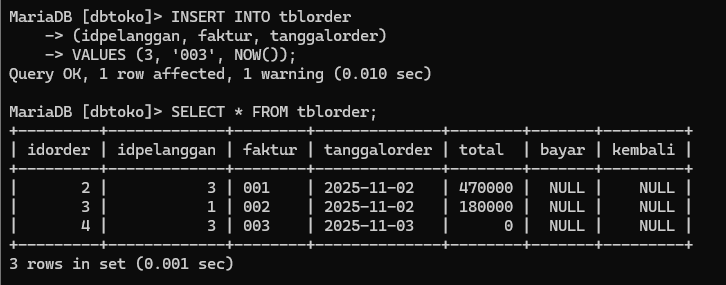 MariaDB [dbtoko]> INSERT INTO tblorder
    -> (idpelanggan, faktur, tanggalorder)
    -> VALUES (3, '003', NOW());
Query OK, 1 row affected, 1 warning (0.010 sec)

MariaDB [dbtoko]> SELECT * FROM tblorder;
+---------+-------------+--------+--------------+--------+-------+---------+
| idorder | idpelanggan | faktur | tanggalorder | total  | bayar | kembali |
+---------+-------------+--------+--------------+--------+-------+---------+
|       2 |           3 | 001    | 2025-11-02   | 470000 |  NULL |    NULL |
|       3 |           1 | 002    | 2025-11-02   | 180000 |  NULL |    NULL |
|       4 |           3 | 003    | 2025-11-03   |      0 |  NULL |    NULL |
+---------+-------------+--------+--------------+--------+-------+---------+
3 rows in set (0.001 sec)